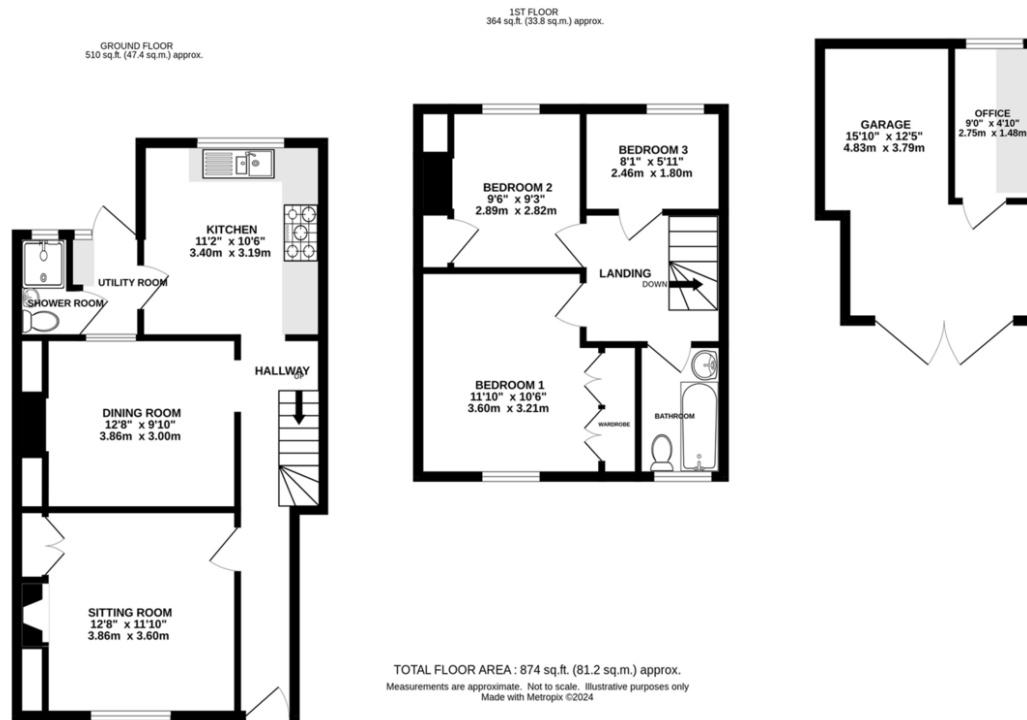 1ST FLOOR
364 sq.ft. (33.8 sq.m.) approx.
GROUND FLOOR
510 sq.ft. (47.4 sq.m.) approx.
KITCHEN
11'2" x 10'6"
3.40m x 3.19m
UTILITY ROOM
SHOWER ROOM
HALLWAY
UP
DINING ROOM
12'8" x 9'10"
3.86m x 3.00m
SITTING ROOM
12'8" x 11'10"
3.86m x 3.60m
BEDROOM 2
9'6" x 9'3"
2.89m x 2.82m
BEDROOM 3
8'1" x 5'11"
2.46m x 1.80m
LANDING
DOWN
BEDROOM 1
11'10" x 10'6"
3.60m x 3.21m
WARDROBE
BATHROOM
GARAGE
15'10" x 12'5"
4.83m x 3.79m
OFFICE
9'0" x 4'10"
2.75m x 1.48m
TOTAL FLOOR AREA : 874 sq.ft. (81.2 sq.m.) approx.
Measurements are approximate. Not to scale. Illustrative purposes only
Made with Metropix ©2024